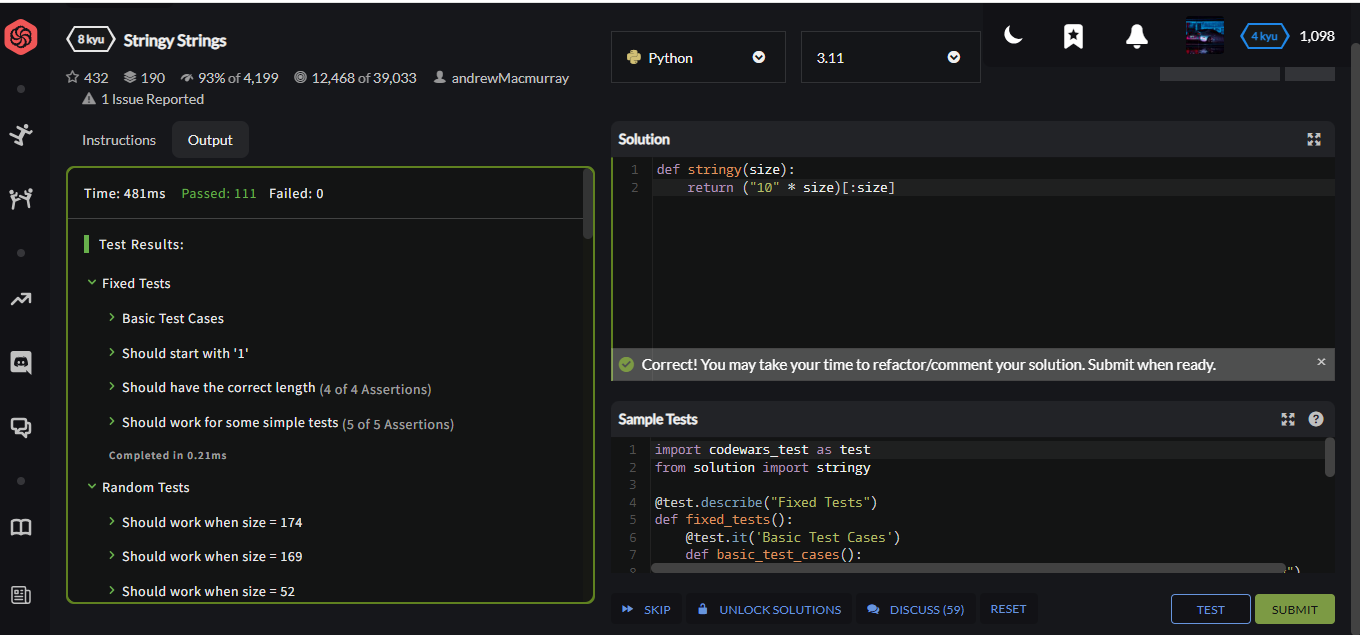 8 kyu Stringy Strings
432 190 93% of 4,199 12,468 of 39,033 andrewMacmurray
1 Issue Reported
Python
3.11
4 kyu 1,098
Instructions Output
Time: 481ms Passed: 111 Failed: 0
Test Results:
Fixed Tests
Basic Test Cases
Should start with '1'
Should have the correct length (4 of 4 Assertions)
Should work for some simple tests (5 of 5 Assertions)
Completed in 0.21ms
Random Tests
Should work when size = 174
Should work when size = 169
Should work when size = 52
Solution
1 def stringy(size):
2 return ("10" * size)[:size]
Correct! You may take your time to refactor/comment your solution. Submit when ready. ×
Sample Tests ?
1 import codewars_test as test
2 from solution import stringy
3
4 @test.describe("Fixed Tests")
5 def fixed_tests():
6 @test.it('Basic Test Cases')
7 def basic_test_cases():
8 ")
SKIP UNLOCK SOLUTIONS DISCUSS (59) RESET TEST SUBMIT